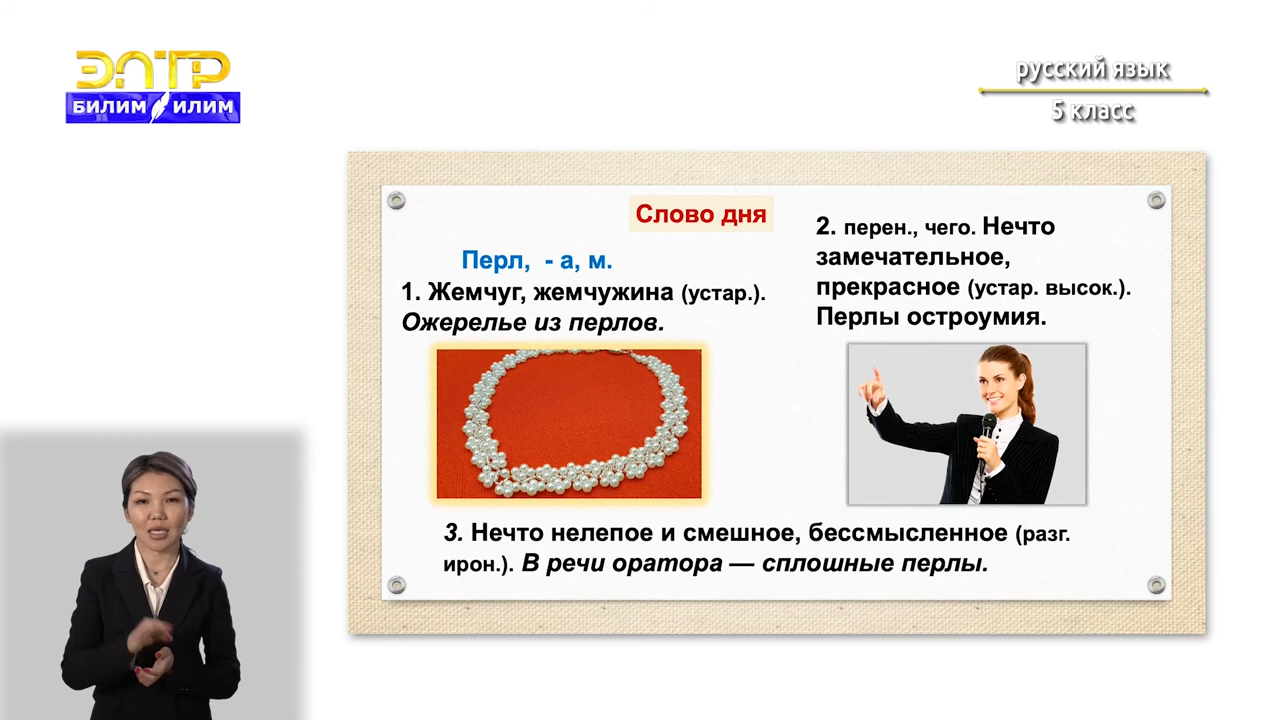 ЭЛТР
БИЛИМ ИЛИМ
русский язык
5 класс
Слово дня
Перл, - а, м.
1. Жемчуг, жемчужина (устар.).
Ожерелье из перлов.
2. перен., чего. Нечто
замечательное,
прекрасное (устар. высок.).
Перлы остроумия.
3. Нечто нелепое и смешное, бессмысленное (разг.
ирон.). В речи оратора — сплошные перлы.